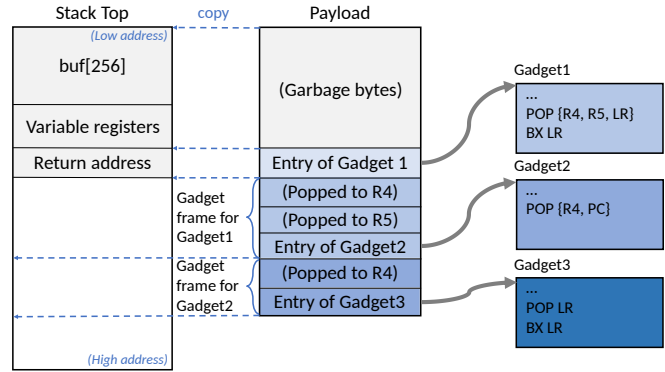 Stack Top
copy
Payload
(Low address)
buf[256]
(Garbage bytes)
Variable registers
Return address
Entry of Gadget 1
(Popped to R4)
(Popped to R5)
Entry of Gadget2
(Popped to R4)
Entry of Gadget3
Gadget
frame for
Gadget1
Gadget
frame for
Gadget2
(High address)
Gadget1
...
POP {R4, R5, LR}
BX LR
Gadget2
...
POP {R4, PC}
Gadget3
...
POP LR
BX LR